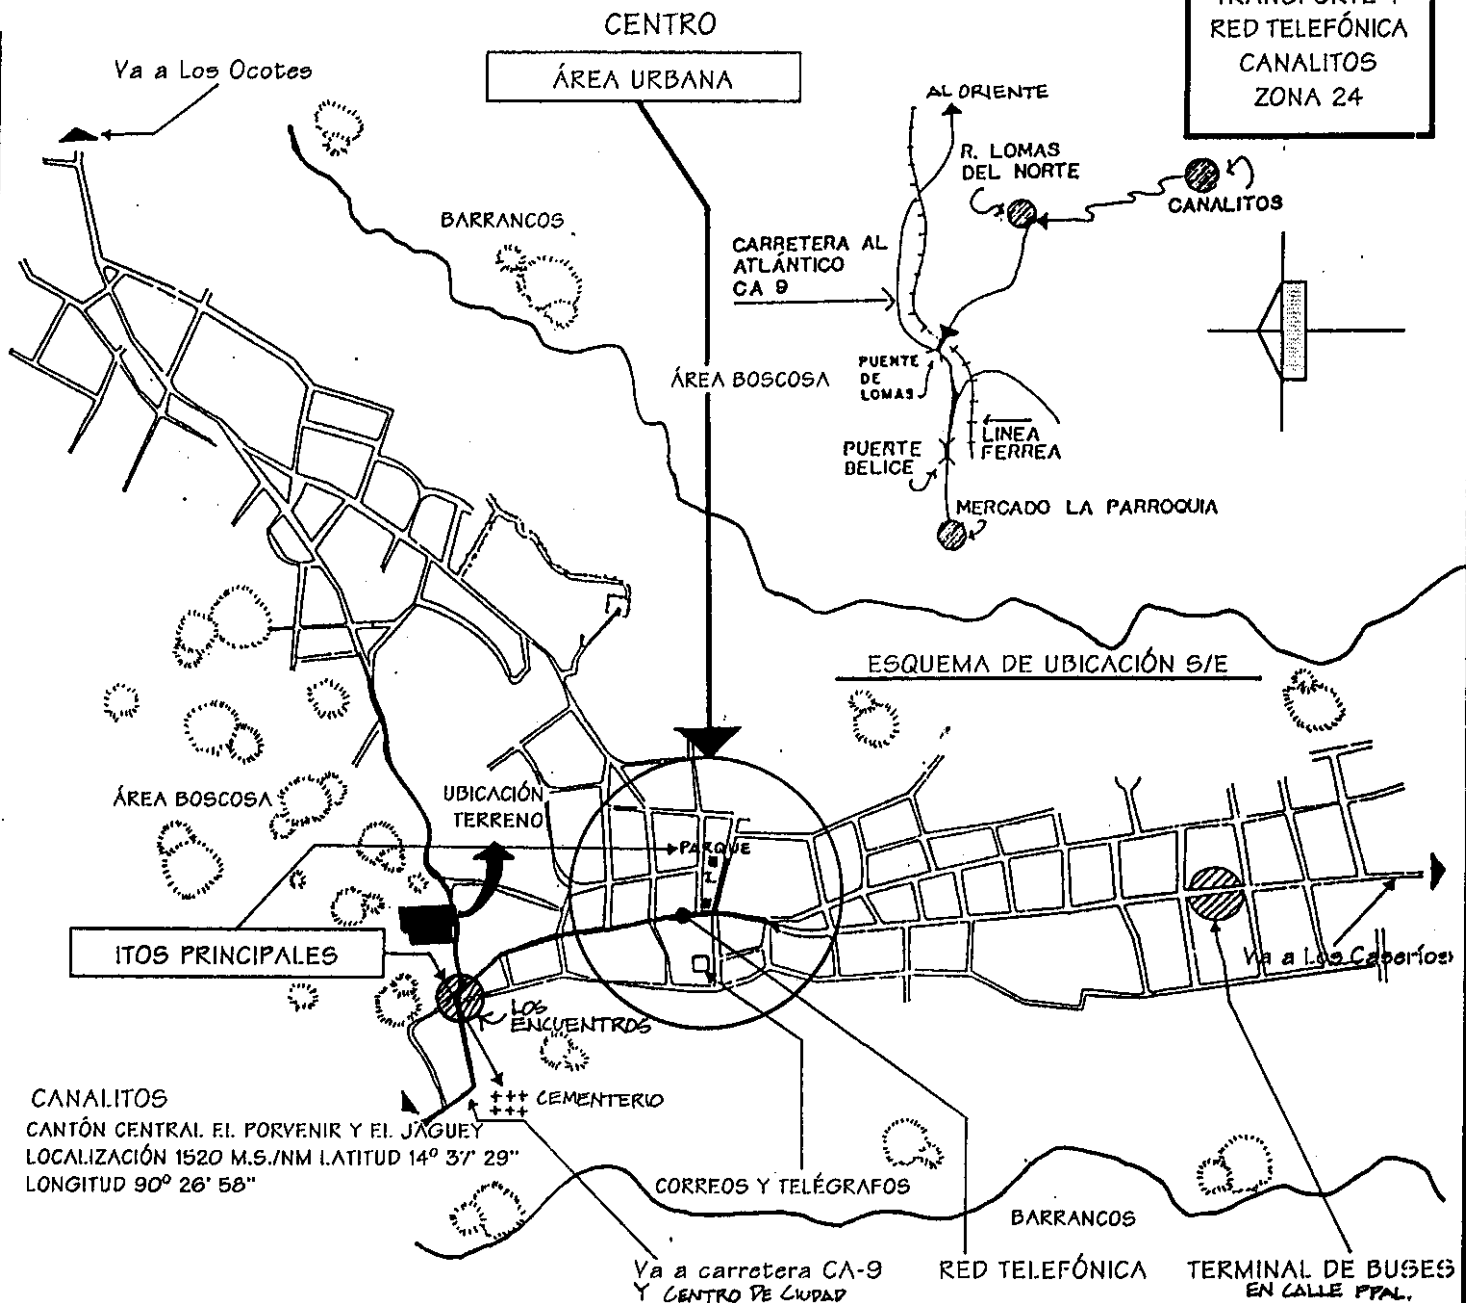 CENTRO
ÁREA URBANA
TRANSPORTE Y
RED TELEFÓNICA
CANALITOS
ZONA 24
Va a Los Ocotes
AL ORIENTE
R. LOMAS
DEL NORTE
CANALITOS
BARRANCOS
CARRETERA AL
ATLÁNTICO
CA 9
ÁREA BOSCOSA
PUENTE
DE
LOMAS
PUERTE
BELICE
LINEA
FERREA
MERCADO LA PARROQUIA
ESQUEMA DE UBICACIÓN S/E
ÁREA BOSCOSA
UBICACIÓN
TERRENO
PARQUE
I.
ITOS PRINCIPALES
Va a Los Caseríos
LOS
ENCUENTROS
+++ CEMENTERIO
+++
CANALITOS
CANTÓN CENTRAL EL PORVENIR Y EL JÁGUEY
LOCALIZACIÓN 1520 M.S./NM LATITUD 14º 37' 29"
LONGITUD 90º 26' 58"
CORREOS Y TELÉGRAFOS
BARRANCOS
Va a carretera CA-9
Y CENTRO DE CIUDAD
RED TELEFÓNICA
TERMINAL DE BUSES
EN CALLE PPAL.